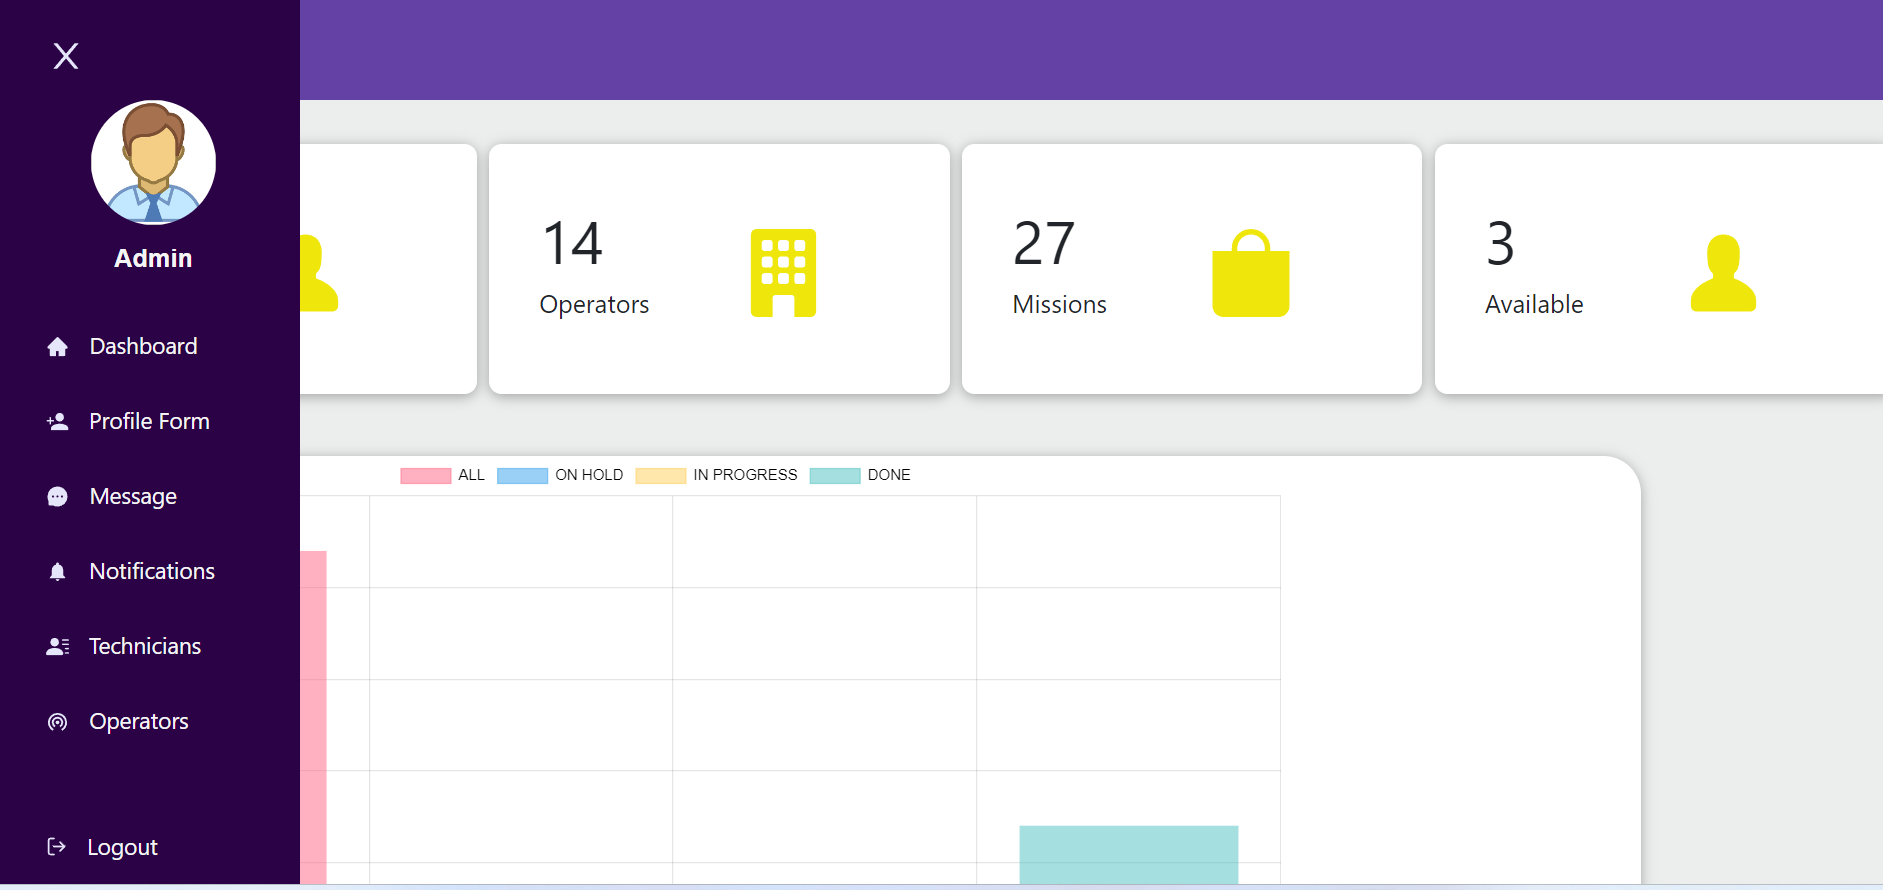 X
Admin
Dashboard
Profile Form
Message
Notifications
Technicians
Operators
Logout
14
Operators
27
Missions
3
Available
ALL
ON HOLD
IN PROGRESS
DONE